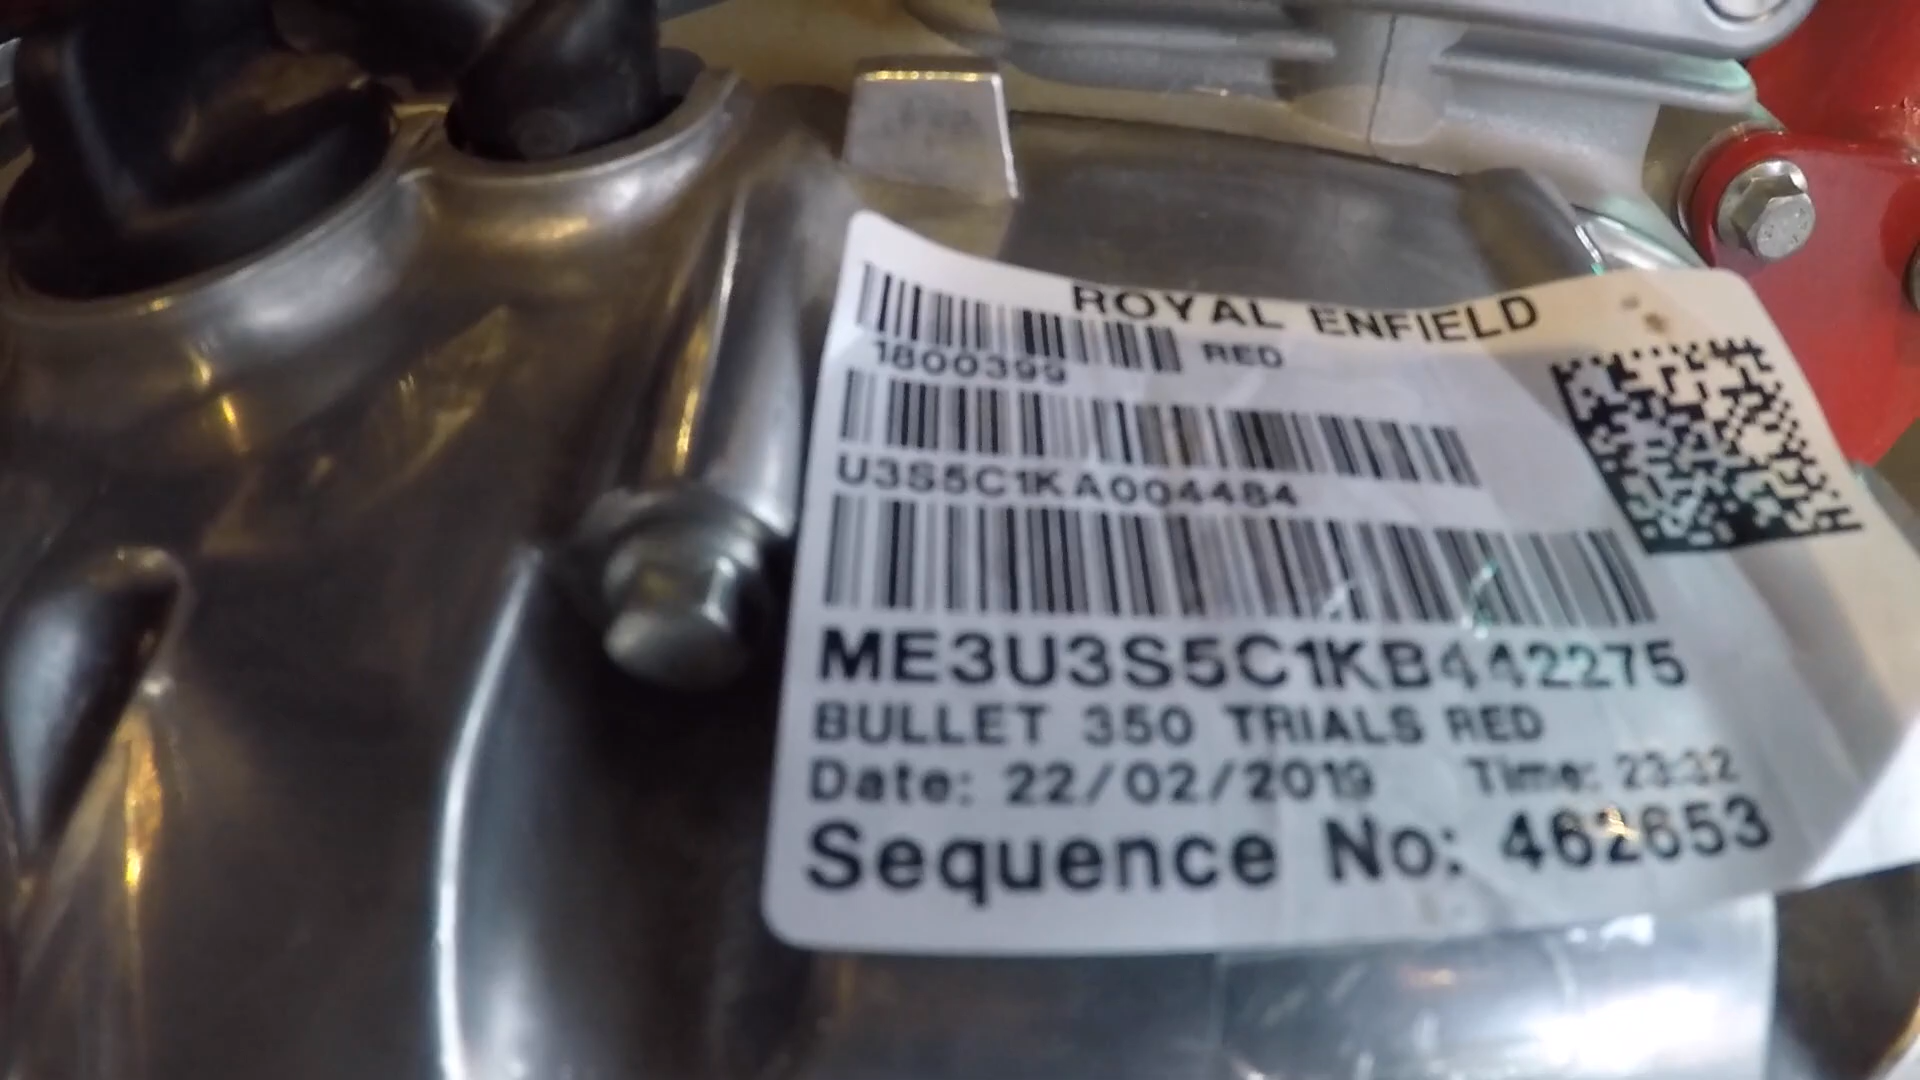 ROYAL ENFIELD
RED
1800399
U3S5C1KA004484
ME3U3S5C1KB442275
BULLET 350 TRIALS RED
Date: 22/02/2019 Time: 23:32
Sequence No: 462653